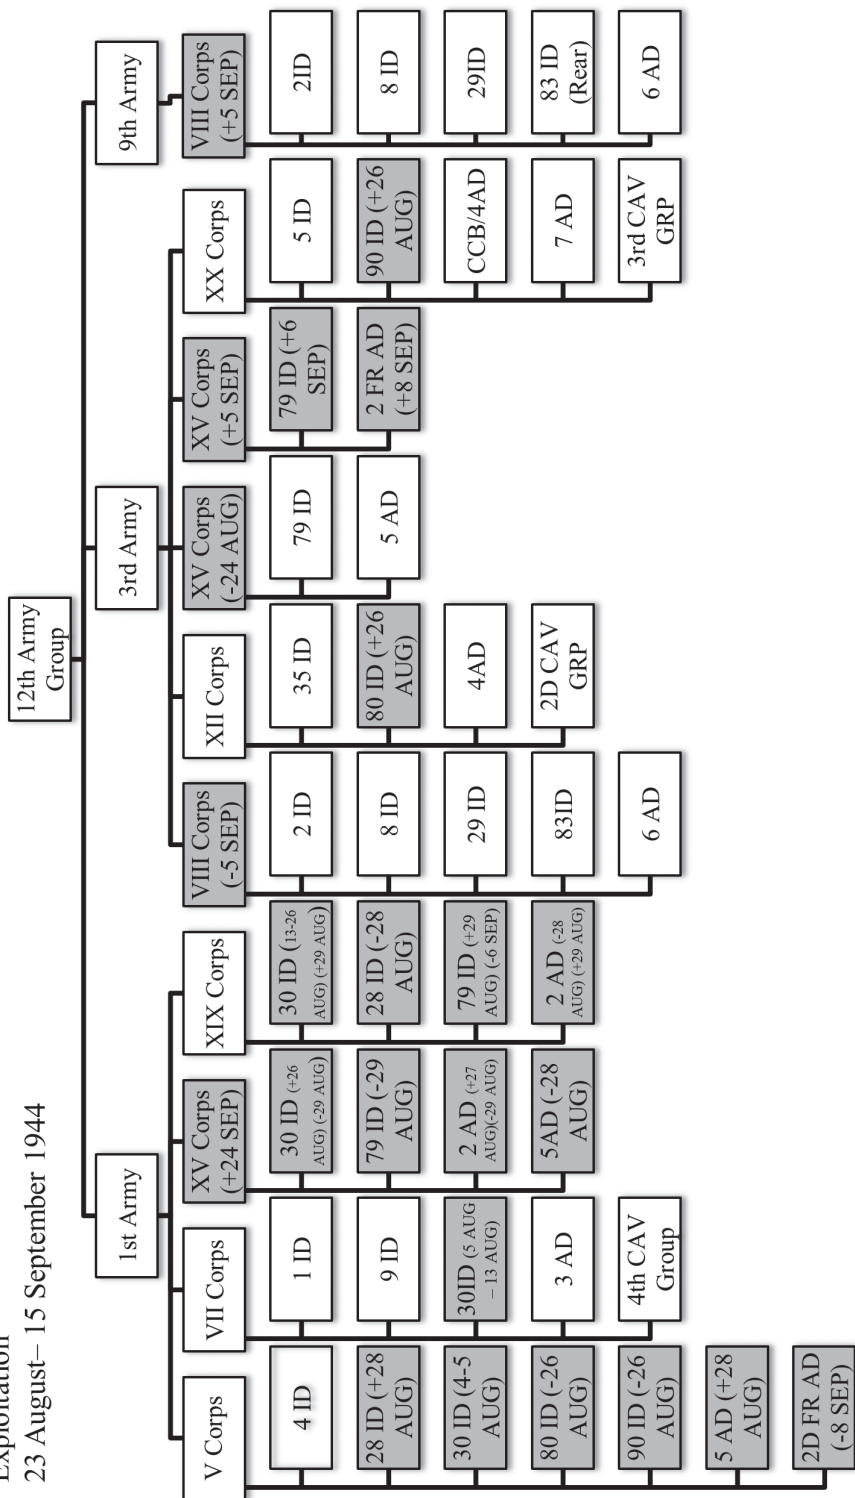 Exploitation
23 August– 15 September 1944
12th Army
Group
1st Army
3rd Army
9th Army
V Corps
4 ID
28 ID (+28
AUG)
30 ID (4-5
AUG)
80 ID (-26
AUG)
90 ID (-26
AUG)
5 AD (+28
AUG)
2D FR AD
(-8 SEP)
VII Corps
1 ID
9 ID
30ID (5 AUG
– 13 AUG)
3 AD
4th CAV
Group
XV Corps
(+24 SEP)
30 ID (+26
AUG) (-29 AUG)
79 ID (-29
AUG)
2 AD (+27
AUG)(-29 AUG)
5AD (-28
AUG)
XIX Corps
30 ID (13-26
AUG) (+29 AUG)
28 ID (-28
AUG)
79 ID (+29
AUG) (-6 SEP)
2 AD (-28
AUG) (+29 AUG)
VIII Corps
(-5 SEP)
2 ID
8 ID
29 ID
83ID
6 AD
XII Corps
35 ID
80 ID (+26
AUG)
4AD
2D CAV
GRP
XV Corps
(-24 AUG)
79 ID
5 AD
XV Corps
(+5 SEP)
79 ID (+6
SEP)
2 FR AD
(+8 SEP)
XX Corps
5 ID
90 ID (+26
AUG)
CCB/4AD
7 AD
3rd CAV
GRP
VIII Corps
(+5 SEP)
2ID
8 ID
29ID
83 ID
(Rear)
6 AD